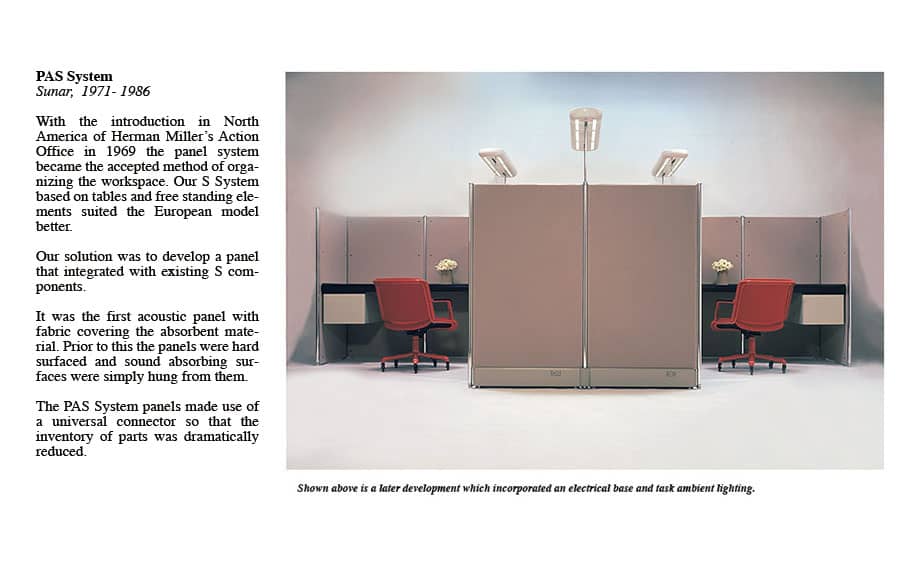 PAS System
Sunar, 1971- 1986
With the introduction in North
America of Herman Miller's Action
Office in 1969 the panel system
became the accepted method of orga-
nizing the workspace. Our S System
based on tables and free standing ele-
ments suited the European model
better.
Our solution was to develop a panel
that integrated with existing S com-
ponents.
It was the first acoustic panel with
fabric covering the absorbent mate-
rial. Prior to this the panels were hard
surfaced and sound absorbing sur-
faces were simply hung from them.
The PAS System panels made use of
a universal connector so that the
inventory of parts was dramatically
reduced.
Shown above is a later development which incorporated an electrical base and task ambient lighting.